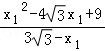 (x₁² − 4√3 x₁ + 9) / (3√3 − x₁)